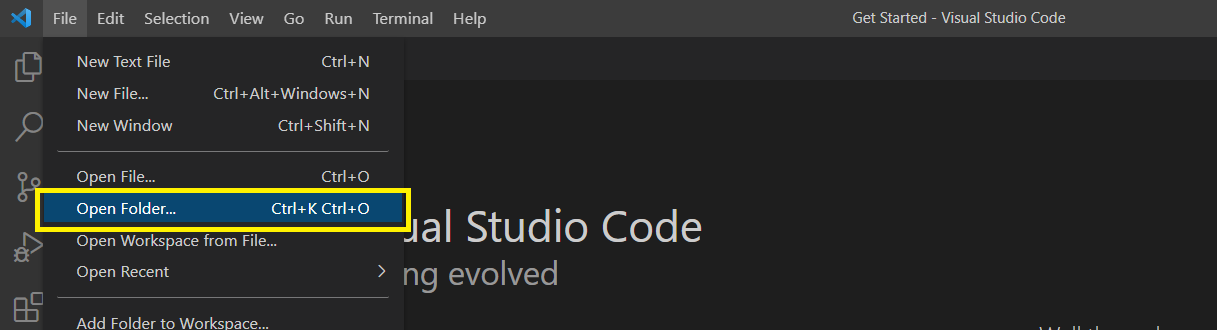 File Edit Selection View Go Run Terminal Help Get Started - Visual Studio Code
New Text File Ctrl+N
New File... Ctrl+Alt+Windows+N
New Window Ctrl+Shift+N
Open File... Ctrl+O
Open Folder... Ctrl+K Ctrl+O
ual Studio Code
Open Workspace from File...
Open Recent
ng evolved
Add Folder to Workspace...